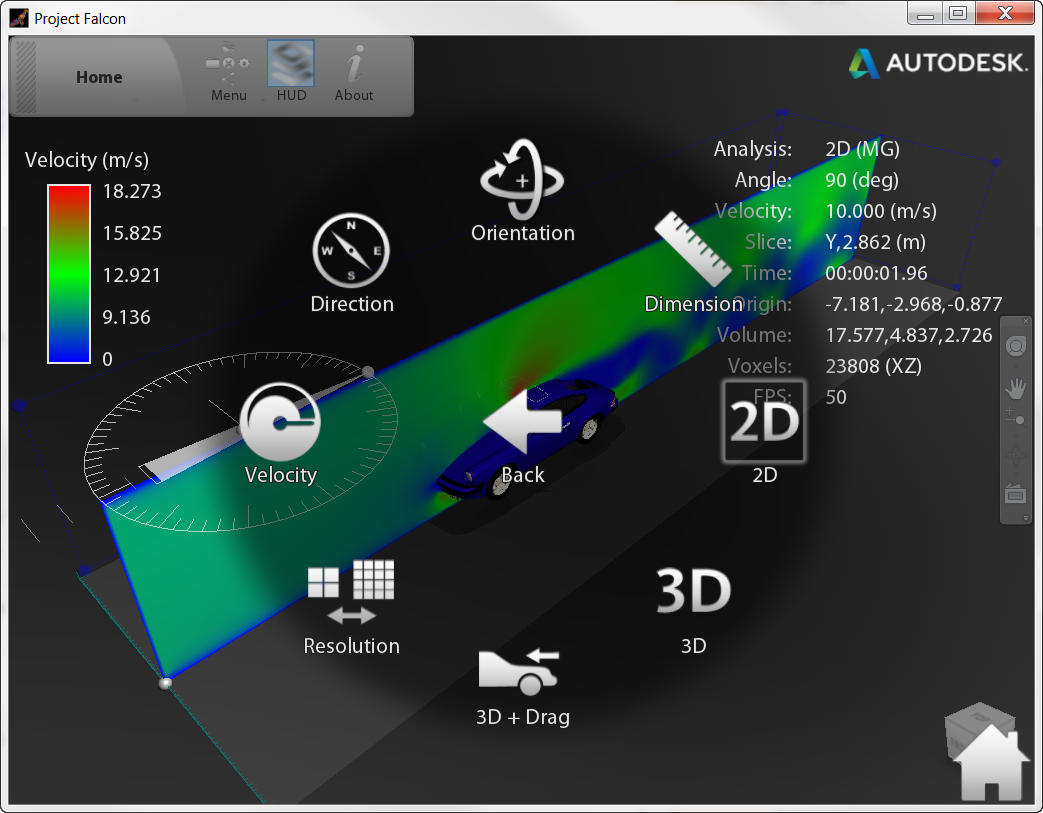 Project Falcon
Home
Menu
HUD
About
AUTODESK.
Velocity (m/s)
18.273
15.825
12.921
9.136
0
Analysis: 2D (MG)
Angle: 90 (deg)
Velocity: 10.000 (m/s)
Slice: Y,2.862 (m)
Time: 00:00:01.96
Origin: -7.181,-2.968,-0.877
Volume: 17.577,4.837,2.726
Voxels: 23808 (XZ)
FPS: 50
Orientation
N
W E
S
Direction
Dimension
Velocity
Back
2D
2D
Resolution
3D
3D
3D + Drag